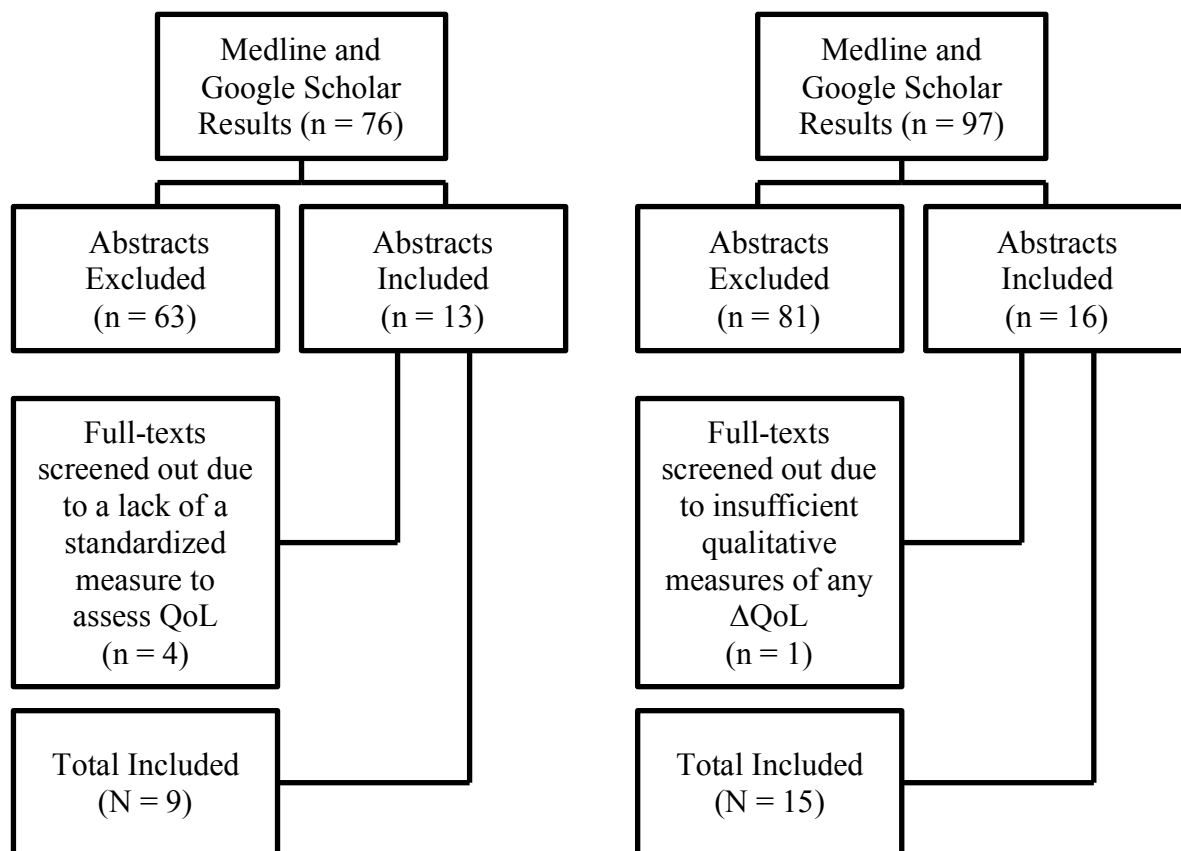 Medline and
Google Scholar
Results (n = 76)
Abstracts
Excluded
(n = 63)
Abstracts
Included
(n = 13)
Full-texts
screened out due
to a lack of a
standardized
measure to
assess QoL
(n = 4)
Total Included
(N = 9)
Medline and
Google Scholar
Results (n = 97)
Abstracts
Excluded
(n = 81)
Abstracts
Included
(n = 16)
Full-texts
screened out due
to insufficient
qualitative
measures of any
ΔQoL
(n = 1)
Total Included
(N = 15)